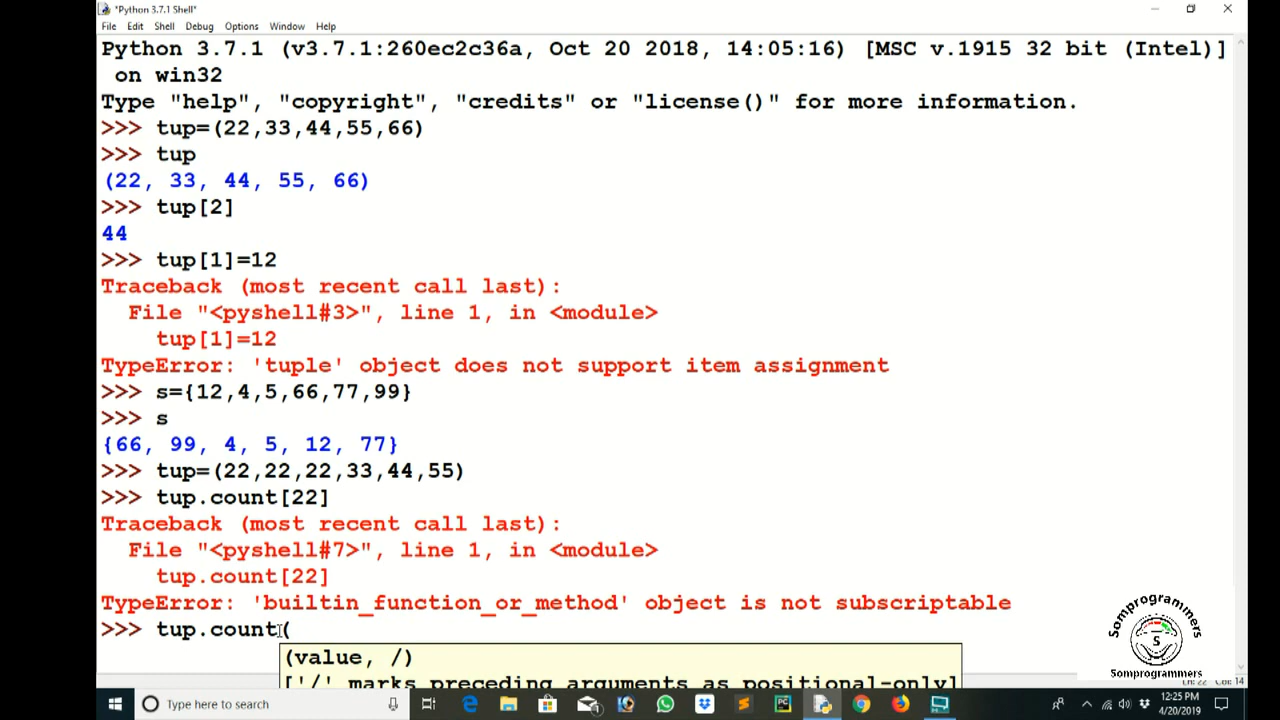 *Python 3.7.1 Shell*
File Edit Shell Debug Options Window Help
Python 3.7.1 (v3.7.1:260ec2c36a, Oct 20 2018, 14:05:16) [MSC v.1915 32 bit (Intel)]
on win32
Type "help", "copyright", "credits" or "license()" for more information.
>>> tup=(22,33,44,55,66)
>>> tup
(22, 33, 44, 55, 66)
>>> tup[2]
44
>>> tup[1]=12
Traceback (most recent call last):
File "<pyshell#3>", line 1, in <module>
tup[1]=12
TypeError: 'tuple' object does not support item assignment
>>> s={12,4,5,66,77,99}
>>> s
{66, 99, 4, 5, 12, 77}
>>> tup=(22,22,22,33,44,55)
>>> tup.count[22]
Traceback (most recent call last):
File "<pyshell#7>", line 1, in <module>
tup.count[22]
TypeError: 'builtin_function_or_method' object is not subscriptable
>>> tup.count(
(value, /)
['/' marks preceding arguments as positional-only]
Somprogrammers
S
Somprogrammers
Ln: 22 Col: 14
Type here to search
PC
12:25 PM
4/20/2019